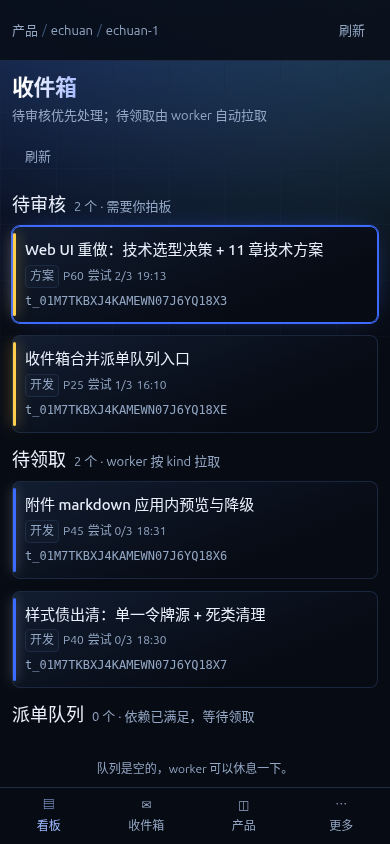 产品 / echuan / echuan-1 刷新
收件箱
待审核优先处理；待领取由 worker 自动拉取
刷新
待审核 2 个 · 需要你拍板
Web UI 重做：技术选型决策 + 11 章技术方案
方案 P60 尝试 2/3 19:13
t_01M7TKBXJ4KAMEWN07J6YQ18X3
收件箱合并派单队列入口
开发 P25 尝试 1/3 16:10
t_01M7TKBXJ4KAMEWN07J6YQ18XE
待领取 2 个 · worker 按 kind 拉取
附件 markdown 应用内预览与降级
开发 P45 尝试 0/3 18:31
t_01M7TKBXJ4KAMEWN07J6YQ18X6
样式债出清：单一令牌源 + 死类清理
开发 P40 尝试 0/3 18:30
t_01M7TKBXJ4KAMEWN07J6YQ18X7
派单队列 0 个 · 依赖已满足，等待领取
队列是空的，worker 可以休息一下。
看板 收件箱 产品 更多